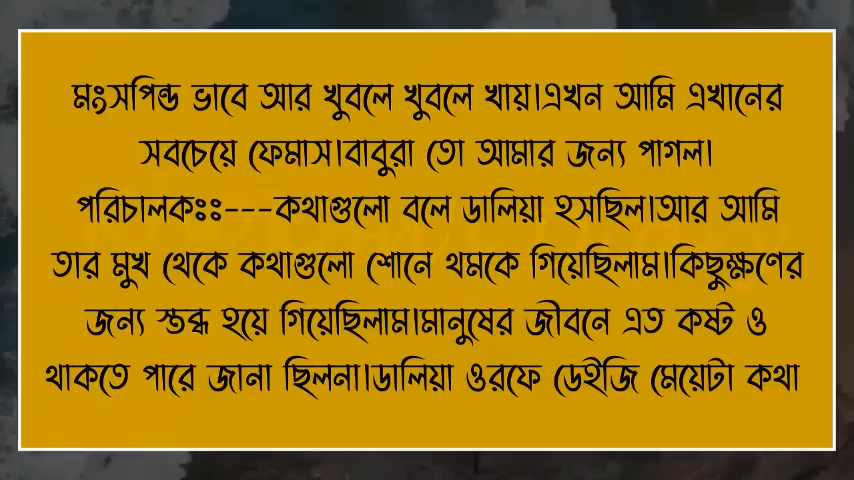 মংসপিন্ড ভাবে আর খুবলে খুবলে খায়।এখন আমি এখানের
সবচেয়ে ফেমাস।বাবুরা তো আমার জন্য পাগল।
পরিচালকঃঃ---কথাগুলো বলে ডালিয়া হসছিল।আর আমি
তার মুখ থেকে কথাগুলো শোনে থমকে গিয়েছিলাম।কিছুক্ষণের
জন্য স্তব্ধ হয়ে গিয়েছিলাম।মানুষের জীবনে এত কষ্ট ও
থাকতে পারে জানা ছিলনা।ডালিয়া ওরফে ডেইজি মেয়েটা কথা